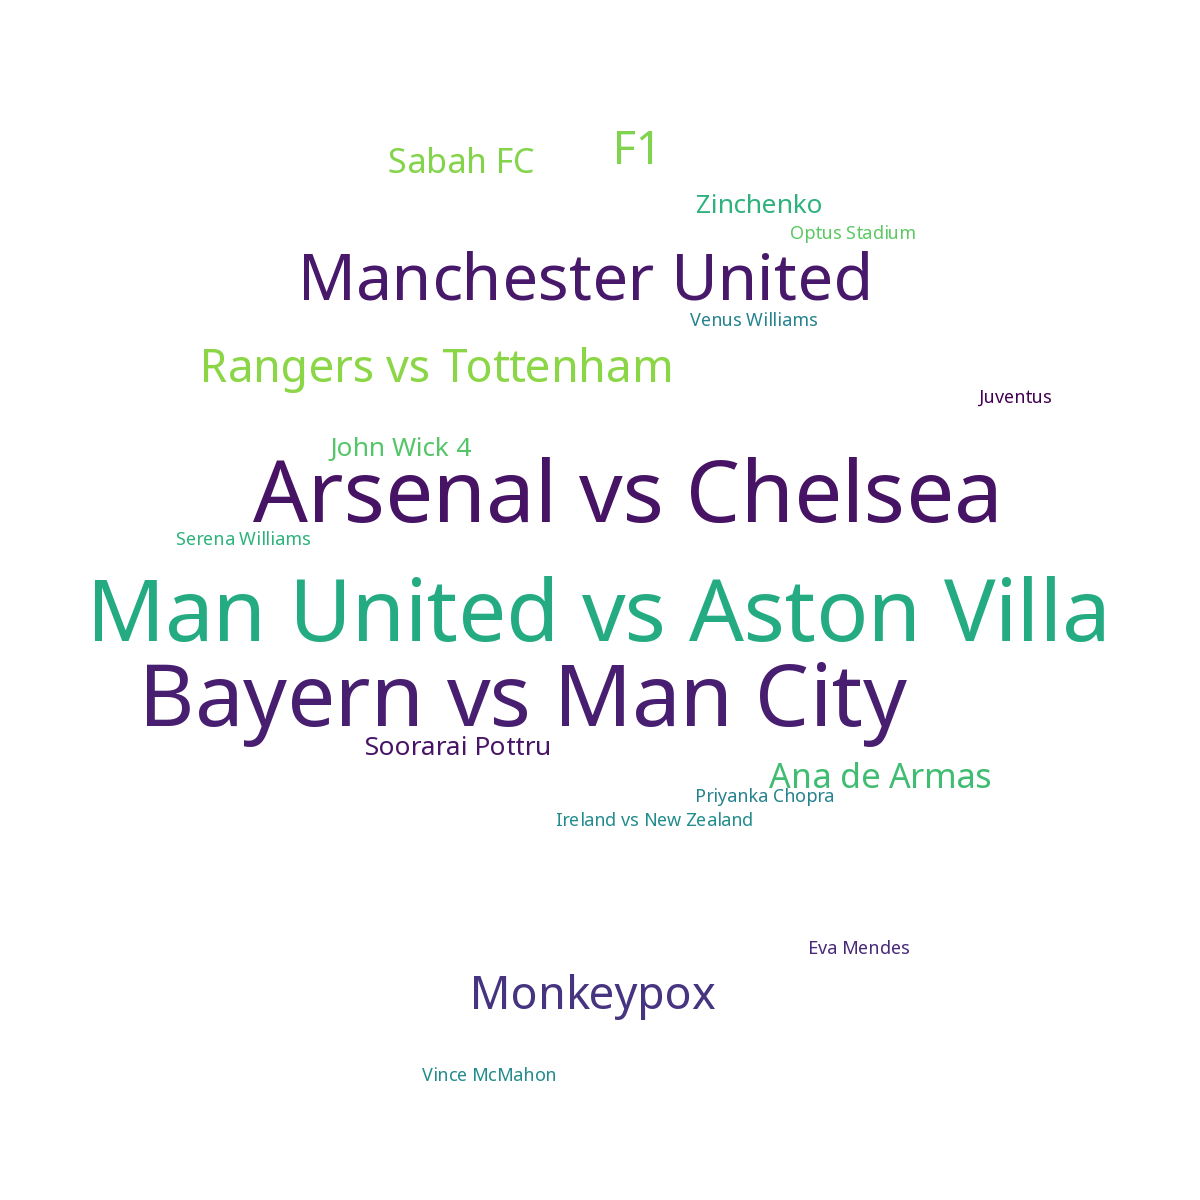 F1
Sabah FC
Zinchenko
Optus Stadium
Manchester United
Venus Williams
Rangers vs Tottenham
Juventus
John Wick 4
Arsenal vs Chelsea
Serena Williams
Man United vs Aston Villa
Bayern vs Man City
Soorarai Pottru
Ana de Armas
Priyanka Chopra
Ireland vs New Zealand
Eva Mendes
Monkeypox
Vince McMahon